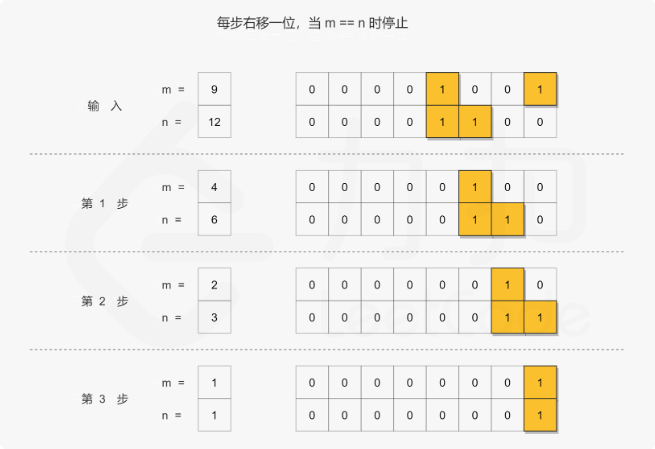 每步右移一位，当 m == n 时停止
输 入
m = 9 0 0 0 0 1 0 0 1
n = 12 0 0 0 0 1 1 0 0
第 1 步
m = 4 0 0 0 0 0 1 0 0
n = 6 0 0 0 0 0 1 1 0
第 2 步
m = 2 0 0 0 0 0 0 1 0
n = 3 0 0 0 0 0 0 1 1
第 3 步
m = 1 0 0 0 0 0 0 0 1
n = 1 0 0 0 0 0 0 0 1
力扣
LeetCode